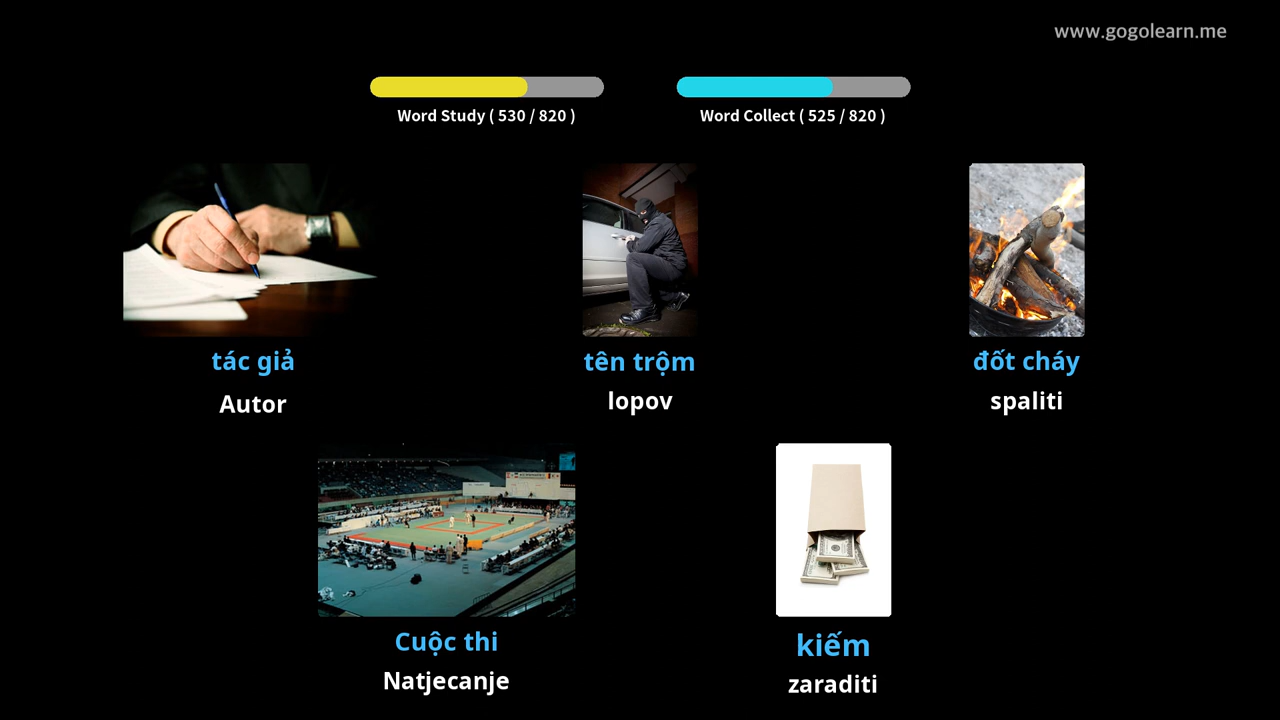 www.gogolearn.me
Word Study ( 530 / 820 )
Word Collect ( 525 / 820 )
tác giả
Autor
tên trộm
lopov
đốt cháy
spaliti
Cuộc thi
Natjecanje
kiếm
zaraditi